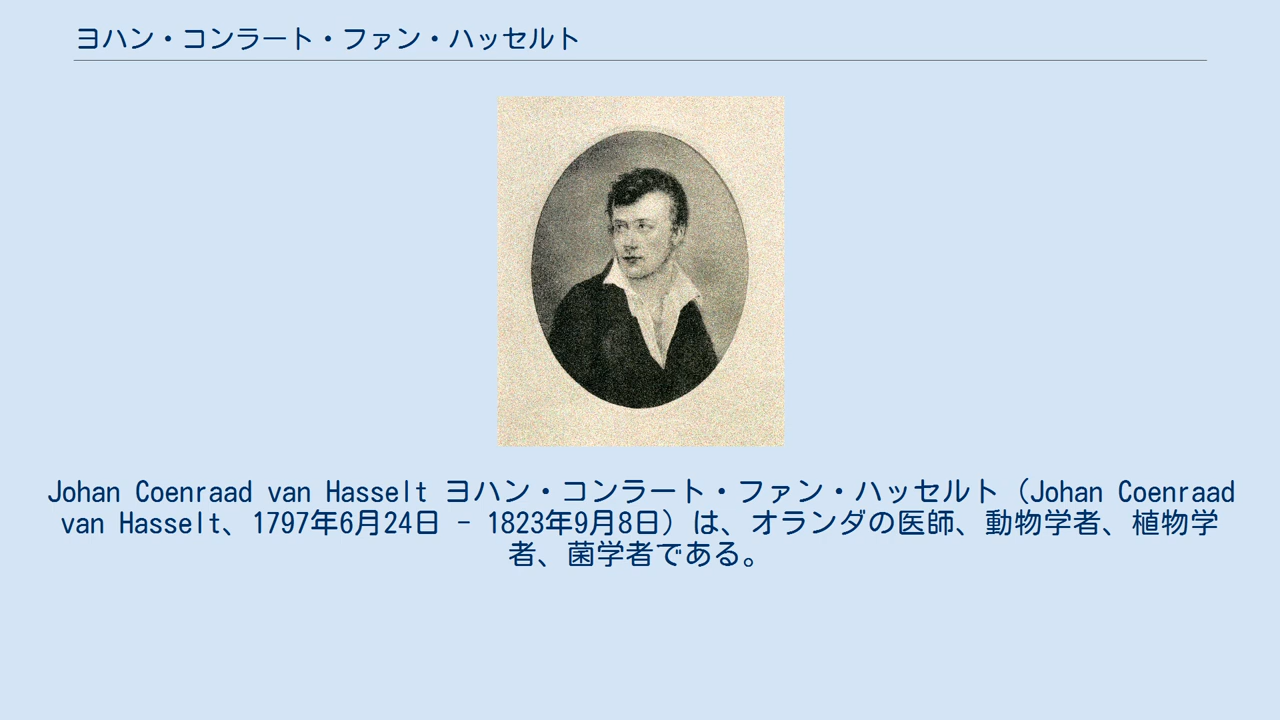 ヨハン・コンラート・ファン・ハッセルト
Johan Coenraad van Hasselt ヨハン・コンラート・ファン・ハッセルト（Johan Coenraad
van Hasselt、1797年6月24日 - 1823年9月8日）は、オランダの医師、動物学者、植物学
者、菌学者である。